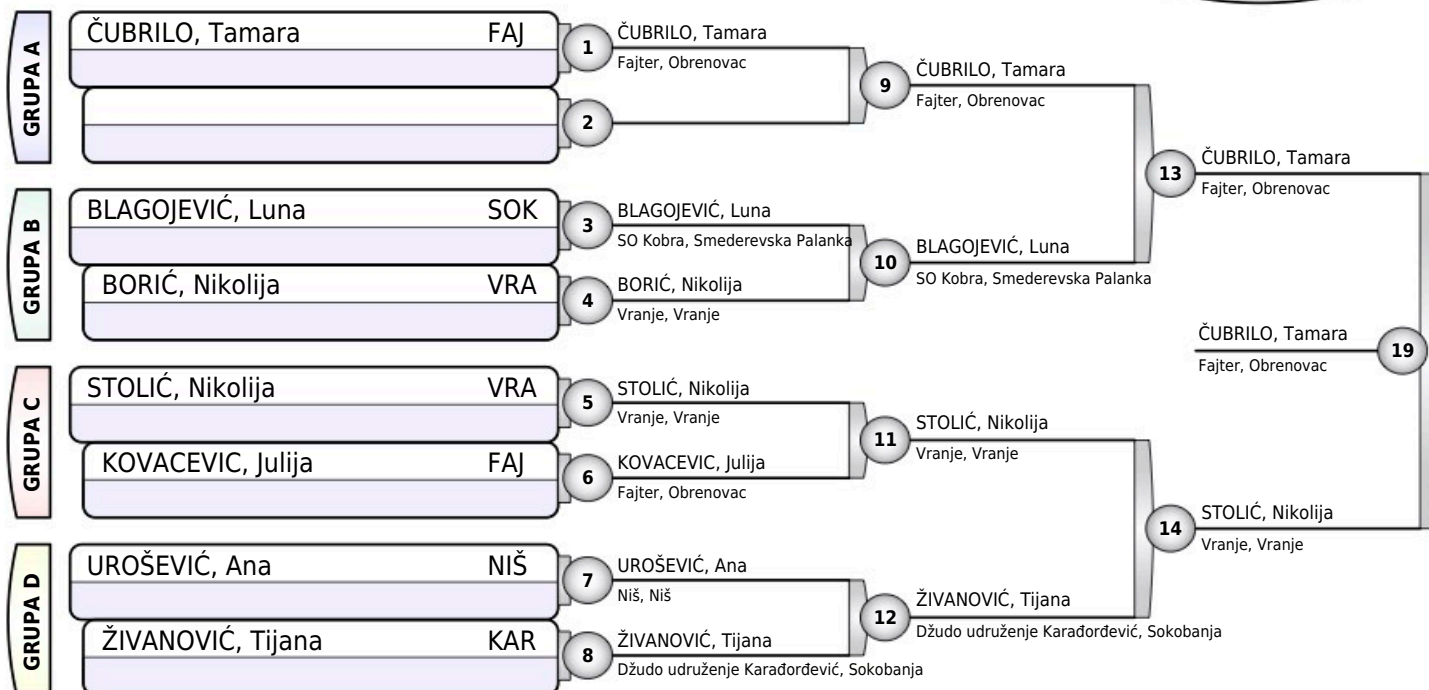 GRUPA A
ČUBRILO, Tamara FAJ
1
ČUBRILO, Tamara
Fajter, Obrenovac
2
9
ČUBRILO, Tamara
Fajter, Obrenovac
GRUPA B
BLAGOJEVIĆ, Luna SOK
3
BLAGOJEVIĆ, Luna
SO Kobra, Smederevska Palanka
BORIĆ, Nikolija VRA
4
BORIĆ, Nikolija
Vranje, Vranje
10
BLAGOJEVIĆ, Luna
SO Kobra, Smederevska Palanka
13
ČUBRILO, Tamara
Fajter, Obrenovac
GRUPA C
STOLIĆ, Nikolija VRA
5
STOLIĆ, Nikolija
Vranje, Vranje
KOVACEVIC, Julija FAJ
6
KOVACEVIC, Julija
Fajter, Obrenovac
11
STOLIĆ, Nikolija
Vranje, Vranje
GRUPA D
UROŠEVIĆ, Ana NIŠ
7
UROŠEVIĆ, Ana
Niš, Niš
ŽIVANOVIĆ, Tijana KAR
8
ŽIVANOVIĆ, Tijana
Džudo udruženje Karađorđević, Sokobanja
12
ŽIVANOVIĆ, Tijana
Džudo udruženje Karađorđević, Sokobanja
14
STOLIĆ, Nikolija
Vranje, Vranje
ČUBRILO, Tamara
Fajter, Obrenovac
19